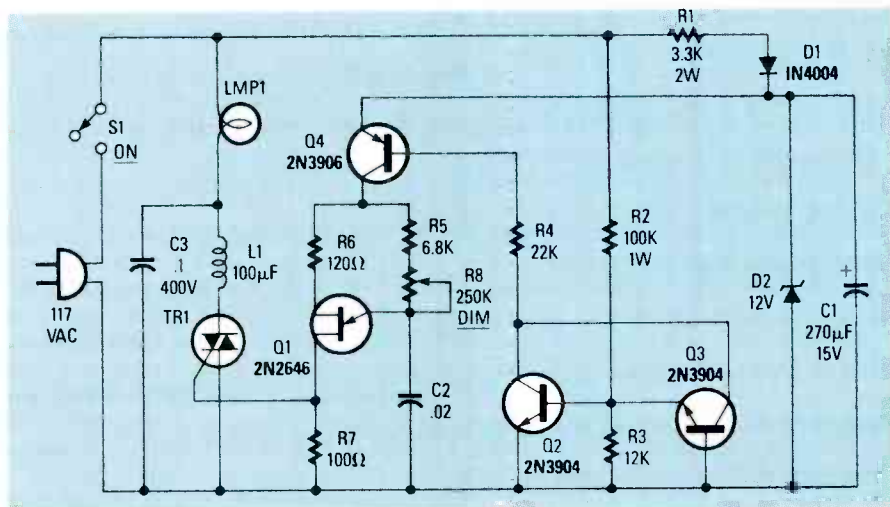 R1
3.3K
2W
D1
IN4004
LMP1
S1
ON
Q4
2N3906
C3
.1
400V
L1
100µF
R6
120Ω
R5
6.8K
R8
250K
DIM
R4
22K
R2
100K
1W
D2
12V
+
C1
270µF
15V
117
VAC
TR1
Q1
2N2646
C2
.02
R7
100Ω
Q2
2N3904
R3
12K
Q3
2N3904